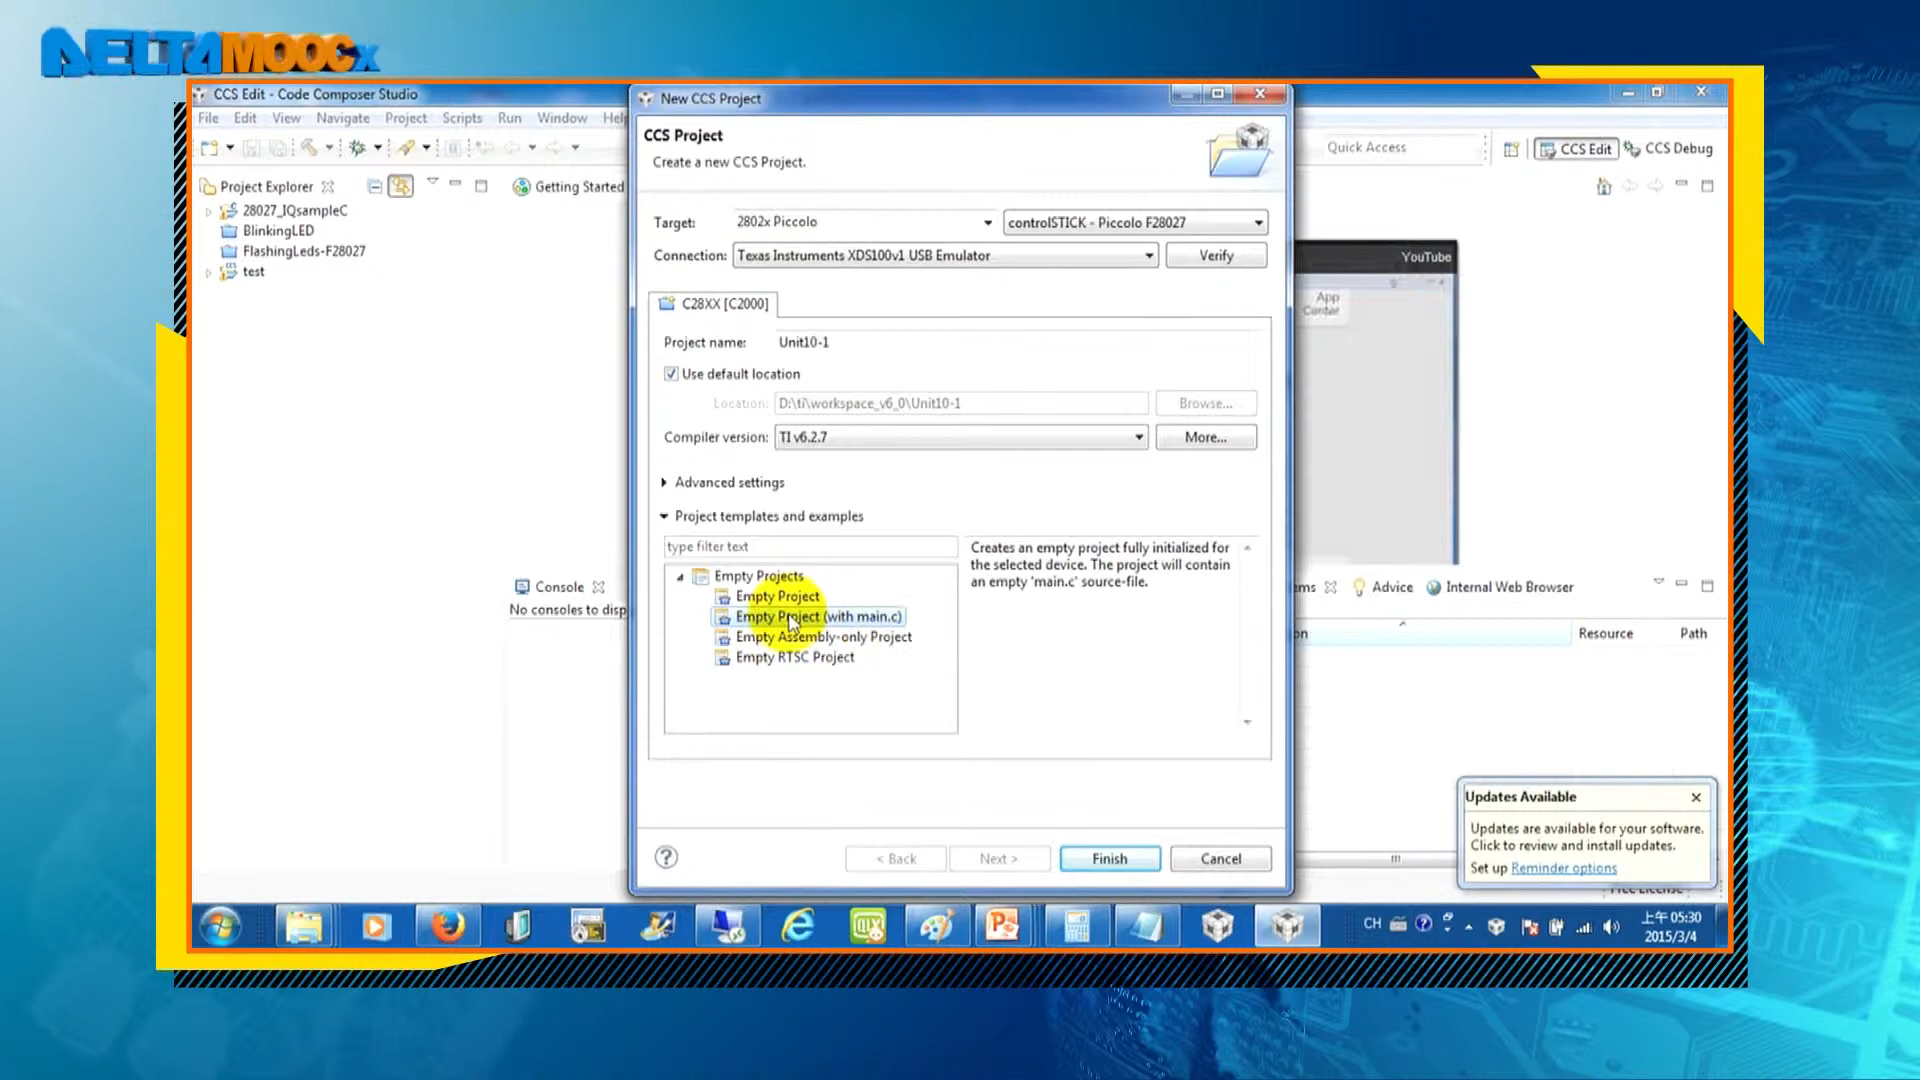 DELTAMOOCx
CCS Edit - Code Composer Studio
File Edit View Navigate Project Scripts Run Window Help
Quick Access
CCS Edit
CCS Debug
Project Explorer
Getting Started
28027_IQsampleC
BlinkingLED
FlashingLeds-F28027
test
New CCS Project
CCS Project
Create a new CCS Project.
Target: 2802x Piccolo controlSTICK - Piccolo F28027
Connection: Texas Instruments XDS100v1 USB Emulator Verify
C28XX [C2000]
Project name: Unit10-1
Use default location
Location: D:\ti\workspace_v6_0\Unit10-1 Browse...
Compiler version: TI v6.2.7 More...
Advanced settings
Project templates and examples
type filter text
Empty Projects
Empty Project
Empty Project (with main.c)
Empty Assembly-only Project
Empty RTSC Project
Creates an empty project fully initialized for
the selected device. The project will contain
an empty 'main.c' source-file.
< Back Next > Finish Cancel
YouTube
App
Center
Console
No consoles to disp
ems
Advice
Internal Web Browser
on
Resource
Path
Updates Available
Updates are available for your software.
Click to review and install updates.
Set up Reminder options
Free License
CH
上午 05:30
2015/3/4